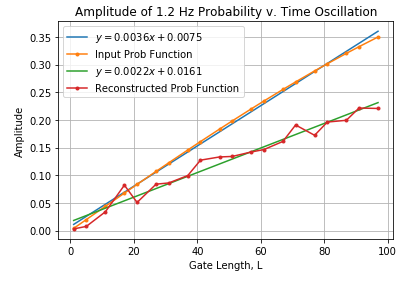 Amplitude of 1.2 Hz Probability v. Time Oscillation
y = 0.0036x + 0.0075
Input Prob Function
y = 0.0022x + 0.0161
Reconstructed Prob Function
Amplitude
0.35
0.30
0.25
0.20
0.15
0.10
0.05
0.00
0 20 40 60 80 100
Gate Length, L